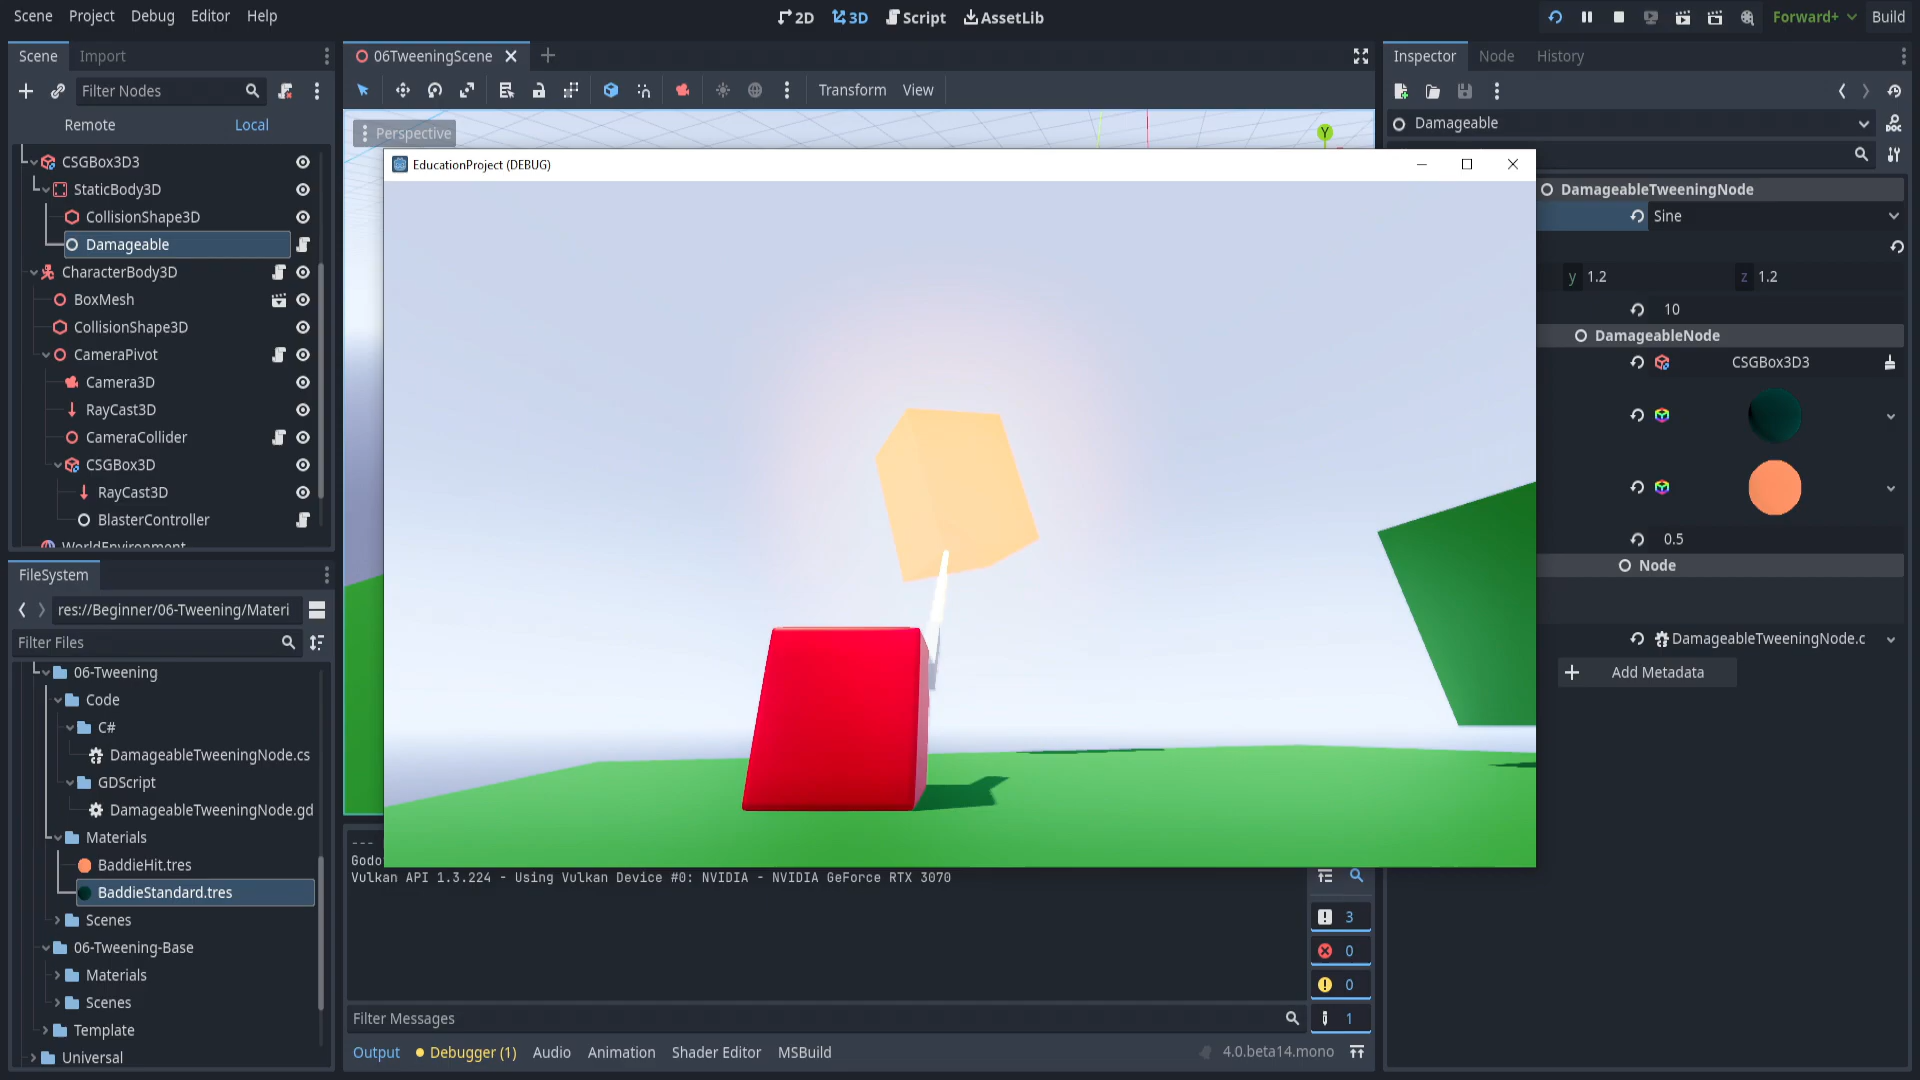 Scene Project Debug Editor Help
2D 3D Script AssetLib
Forward+ Build
Scene Import
Filter Nodes
Remote Local
CSGBox3D3
StaticBody3D
CollisionShape3D
Damageable
CharacterBody3D
BoxMesh
CollisionShape3D
CameraPivot
Camera3D
RayCast3D
CameraCollider
CSGBox3D
RayCast3D
BlasterController
WorldEnvironment
FileSystem
res://Beginner/06-Tweening/Materi
Filter Files
06-Tweening
Code
C#
DamageableTweeningNode.cs
GDScript
DamageableTweeningNode.gd
Materials
BaddieHit.tres
BaddieStandard.tres
Scenes
06-Tweening-Base
Materials
Scenes
Template
Universal
06TweeningScene
Transform View
Perspective
Y
EducationProject (DEBUG)
---
Godo
Vulkan API 1.3.224 - Using Vulkan Device #0: NVIDIA - NVIDIA GeForce RTX 3070
3
0
0
1
Filter Messages
Output Debugger (1) Audio Animation Shader Editor MSBuild
4.0.beta14.mono
Inspector Node History
Damageable
DamageableTweeningNode
Sine
y 1.2 z 1.2
10
DamageableNode
CSGBox3D3
0.5
Node
DamageableTweeningNode.c
Add Metadata